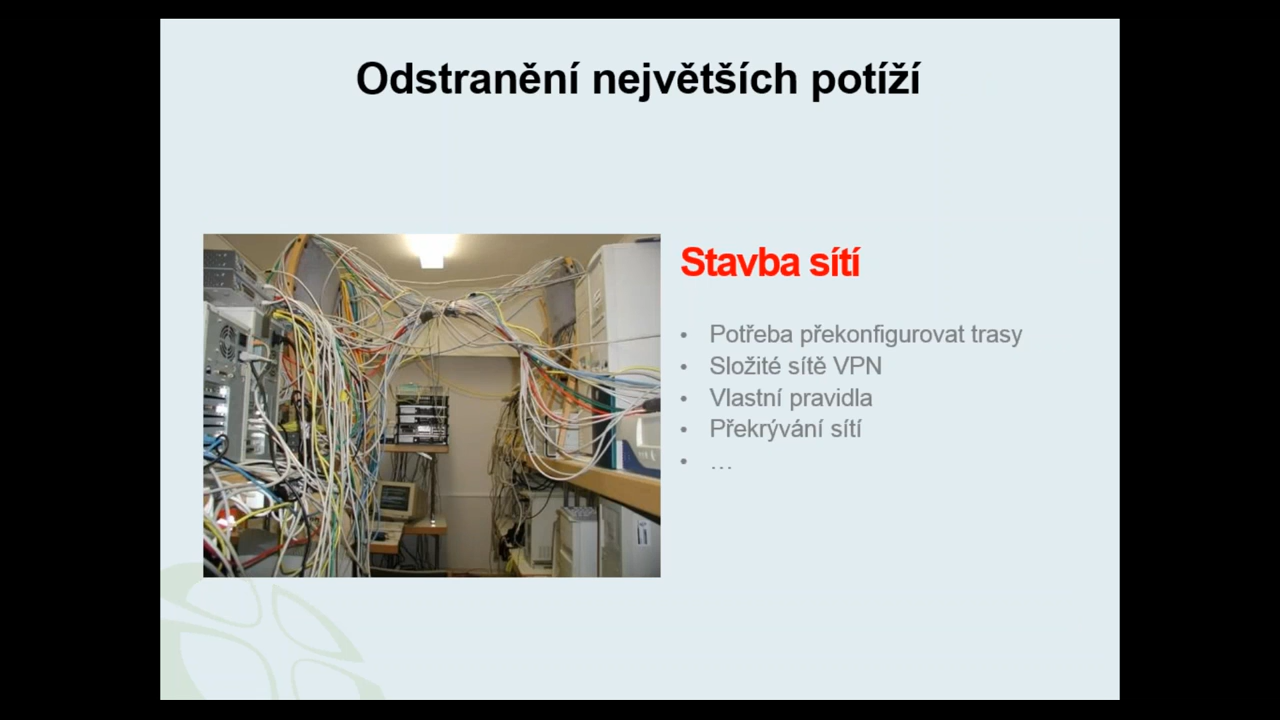 Odstranění největších potíží
Stavba sítí
• Potřeba překonfigurovat trasy
• Složité sítě VPN
• Vlastní pravidla
• Překrývání sítí
• …